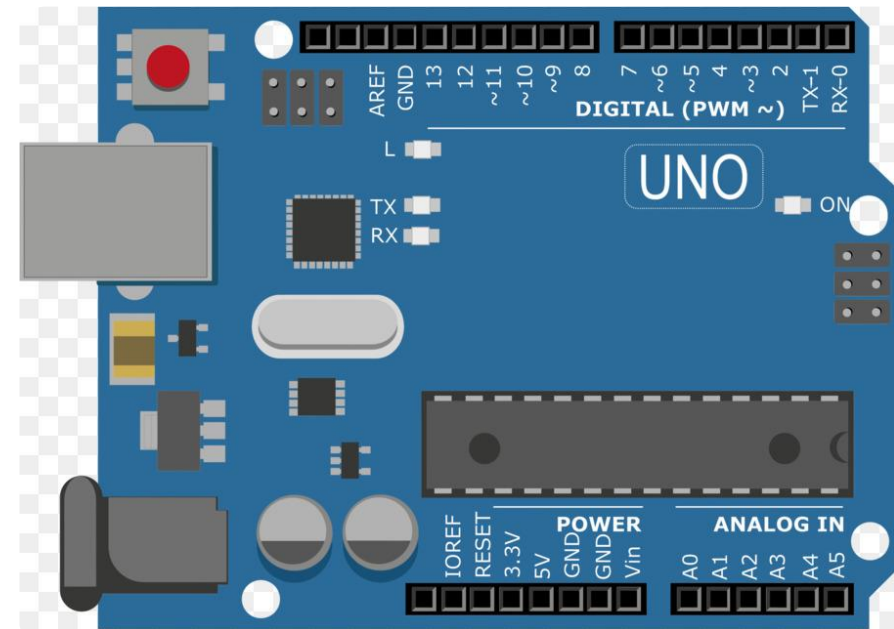 AREF
GND
13
12
~11
~10
~9
8
7
~6
~5
4
~3
2
TX-1
RX-0
DIGITAL (PWM ~)
L
UNO
TX
RX
ON
POWER
ANALOG IN
IOREF
RESET
3.3V
5V
GND
GND
Vin
A0
A1
A2
A3
A4
A5